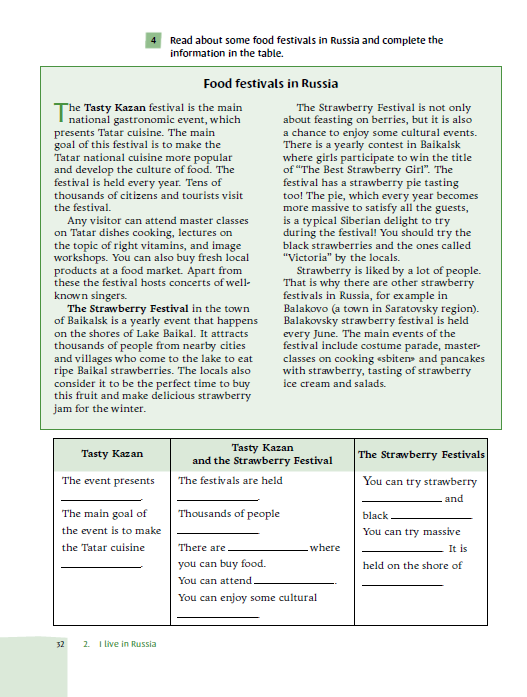 4 Read about some food festivals in Russia and complete the
information in the table.
Food festivals in Russia
The Tasty Kazan festival is the main
national gastronomic event, which
presents Tatar cuisine. The main
goal of this festival is to make the
Tatar national cuisine more popular
and develop the culture of food. The
festival is held every year. Tens of
thousands of citizens and tourists visit
the festival.
Any visitor can attend master classes
on Tatar dishes cooking, lectures on
the topic of right vitamins, and image
workshops. You can also buy fresh local
products at a food market. Apart from
these the festival hosts concerts of well-
known singers.
The Strawberry Festival in the town
of Baikalsk is a yearly event that happens
on the shores of Lake Baikal. It attracts
thousands of people from nearby cities
and villages who come to the lake to eat
ripe Baikal strawberries. The locals also
consider it to be the perfect time to buy
this fruit and make delicious strawberry
jam for the winter.
The Strawberry Festival is not only
about feasting on berries, but it is also
a chance to enjoy some cultural events.
There is a yearly contest in Baikalsk
where girls participate to win the title
of “The Best Strawberry Girl”. The
festival has a strawberry pie tasting
too! The pie, which every year becomes
more massive to satisfy all the guests,
is a typical Siberian delight to try
during the festival! You should try the
black strawberries and the ones called
“Victoria” by the locals.
Strawberry is liked by a lot of people.
That is why there are other strawberry
festivals in Russia, for example in
Balakovo (a town in Saratovsky region).
Balakovsky strawberry festival is held
every June. The main events of the
festival include costume parade, master-
classes on cooking «sbiten» and pancakes
with strawberry, tasting of strawberry
ice cream and salads.
Tasty Kazan
The event presents
____________.
The main goal of
the event is to make
the Tatar cuisine
____________.
Tasty Kazan
and the Strawberry Festival
The festivals are held
____________.
Thousands of people
____________.
There are ____________ where
you can buy food.
You can attend ____________.
You can enjoy some cultural
____________.
The Strawberry Festivals
You can try strawberry
____________ and
black ____________.
You can try massive
____________. It is
held on the shore of
____________.
32 2. I live in Russia